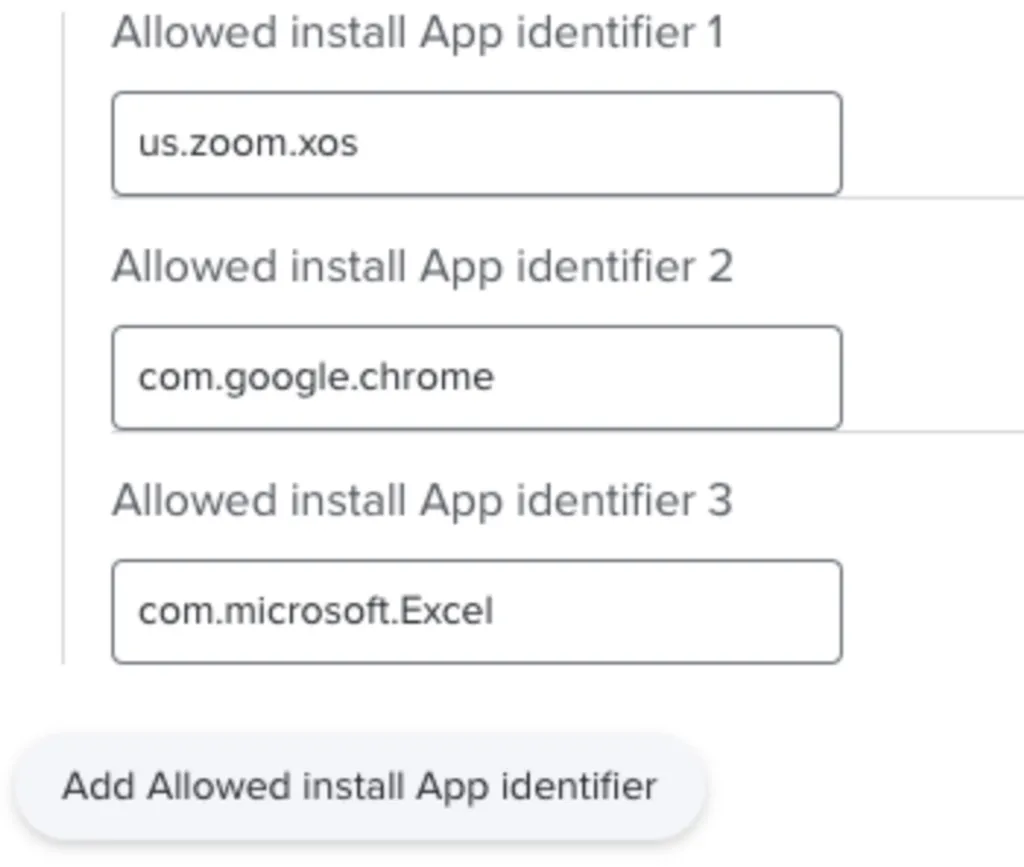 Allowed install App identifier 1
us.zoom.xos
Allowed install App identifier 2
com.google.chrome
Allowed install App identifier 3
com.microsoft.Excel
Add Allowed install App identifier